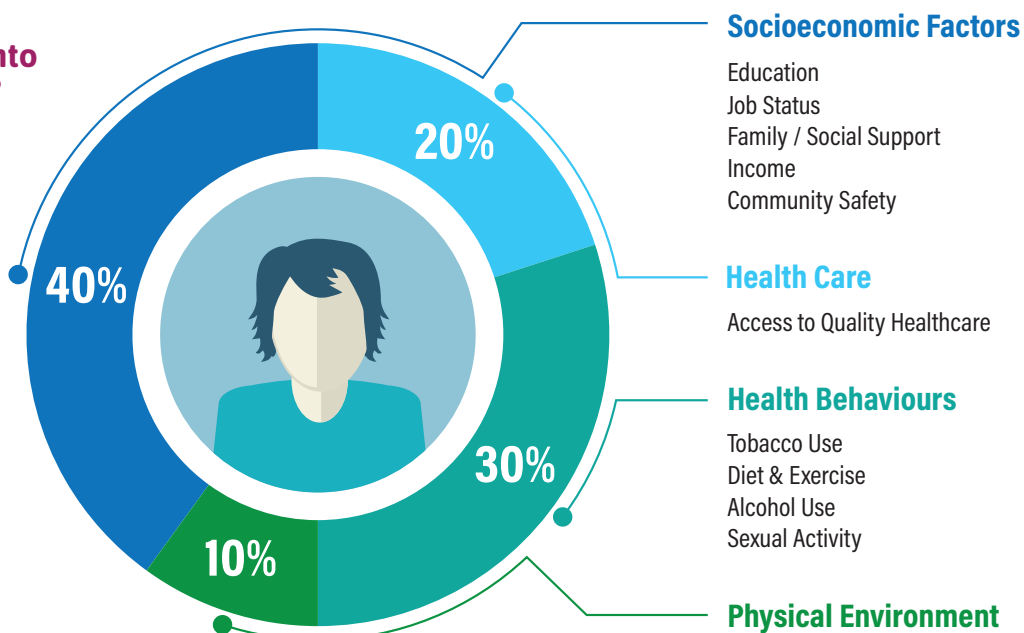 nto
Socioeconomic Factors
Education
Job Status
Family / Social Support
Income
Community Safety
20%
40%
Health Care
Access to Quality Healthcare
Health Behaviours
Tobacco Use
Diet & Exercise
Alcohol Use
Sexual Activity
30%
10%
Physical Environment